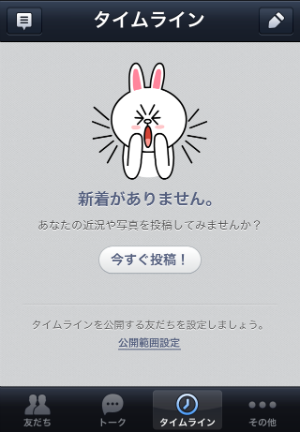 タイムライン
新着がありません。
あなたの近況や写真を投稿してみませんか？
今すぐ投稿！
タイムラインを公開する友だちを設定しましょう。
公開範囲設定
友だち トーク タイムライン その他